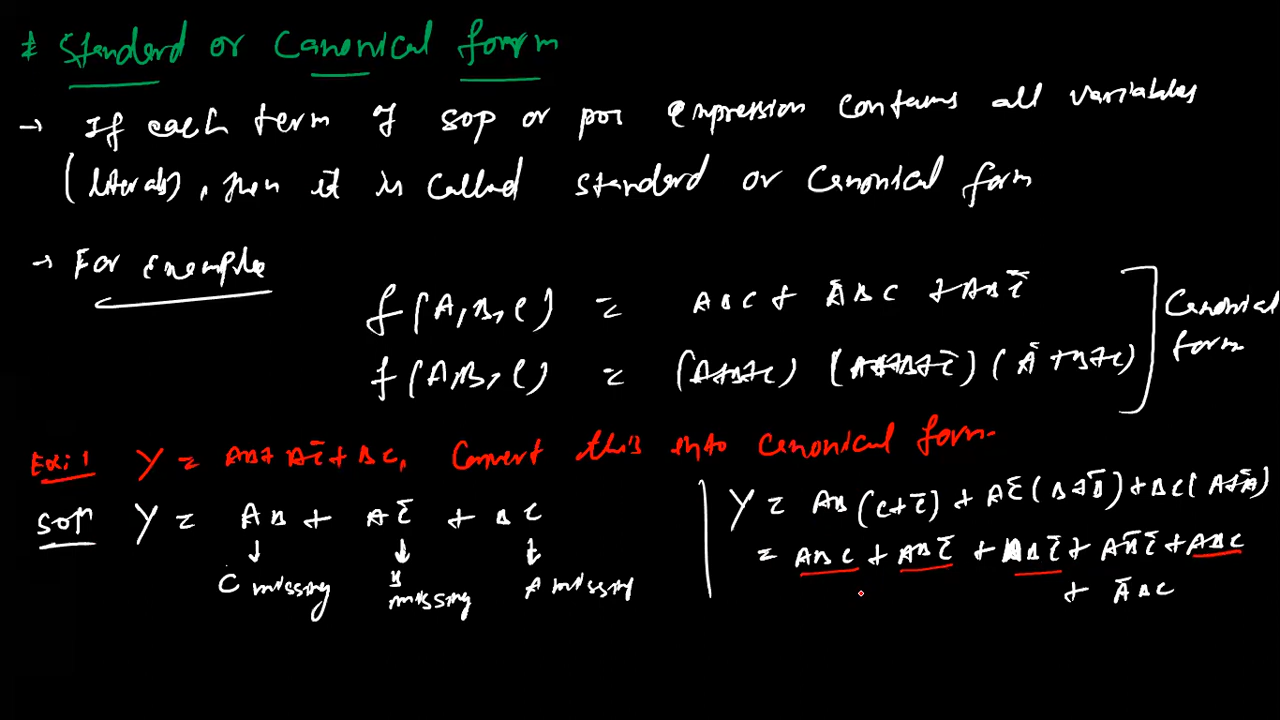 * Standard or Canonical form
→ If each term of SOP or POS expression contains all variables
(literals), then it is called standard or canonical form
→ For example
f(A,B,C) = ABC + ĀBC + ABC̄
f(A,B,C) = (A+B+C) (A+B+C̄) (Ā+B+C)
Canonical form
Ex:1 Y = AB + AC̄ + BC, Convert this into canonical form.
SOP Y = AB + AC̄ + BC
C missing B missing A missing
Y = AB(C+C̄) + AC̄(B+B̄) + BC(A+Ā)
= ABC + ABC̄ + ABC̄ + AB̄C̄ + ABC
+ ĀBC